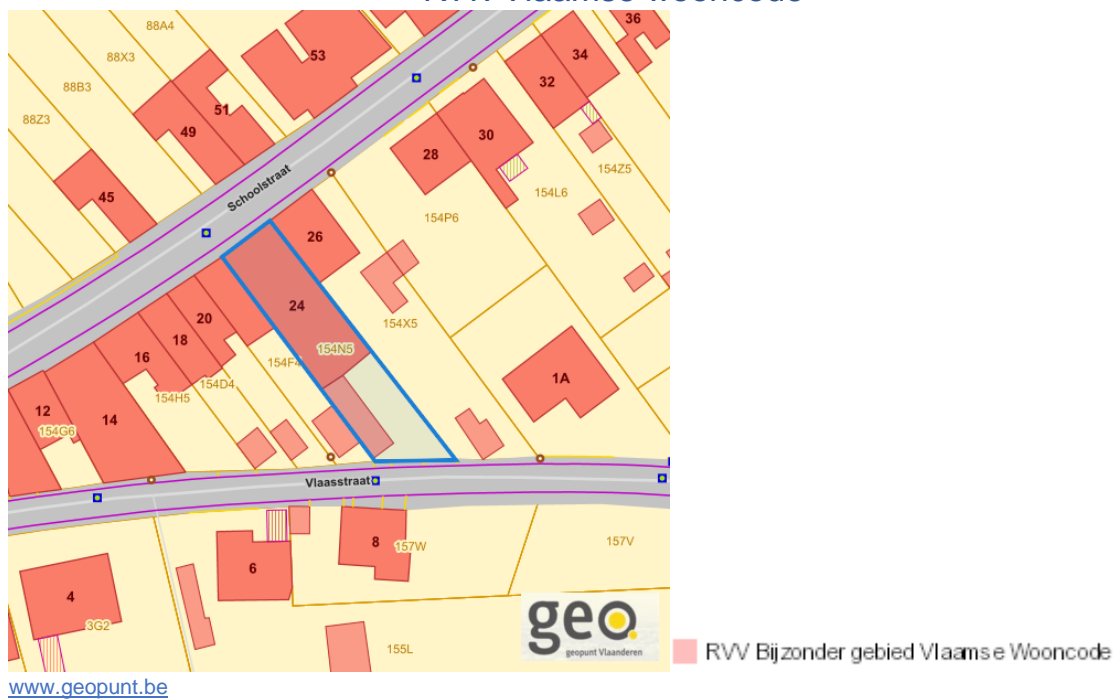 RVV Vlaamse wooncode
88A4
36
53
34
88X3
32
51
88B3
49
30
88Z3
28
154Z5
45
Schoolstraat
154L6
154P6
26
24
20
154X5
18
154N5
16
154F4
1A
154D4
12
154H5
14
154G6
Vlaasstraat
8
157W
157V
6
4
3G2
155L
geo.
geopunt Vlaanderen
RVV Bijzonder gebied Vlaamse Wooncode
www.geopunt.be